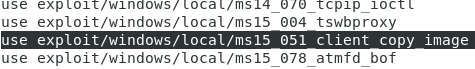 use exploit/windows/local/ms14_070_tcpip_ioctl
use exploit/windows/local/ms15_004_tswbproxy
use exploit/windows/local/ms15_051_client_copy_image
use exploit/windows/local/ms15_078_atmfd_bof